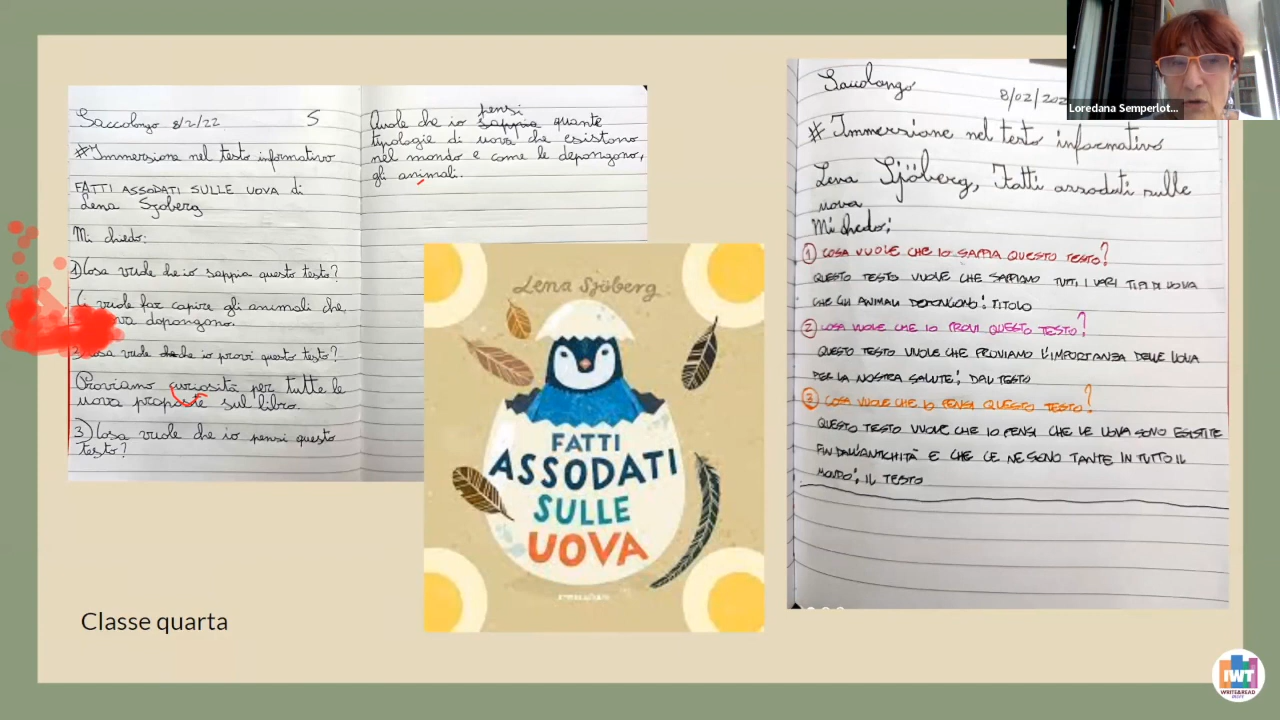 Saccolongo 8/2/22 5
#Immersione nel testo informativo
FATTI ASSODATI SULLE UOVA di
Lena Sjoberg
Mi chiedo:
1) Cosa vuole che io sappia questo testo?
Ci vuole far capire gli animali che
uova depongono.
2) Cosa vuole che io provi questo testo?
Proviamo curiosità per tutte le
uova proposte sul libro.
3) Cosa vuole che io pensi questo
testo?
Vuole che io sappia pensi quante
tipologie di uova che esistono
nel mondo e come le depongono,
gli animali.
Lena Sjöberg
FATTI
ASSODATI
SULLE
UOVA
Saccolongo
8/02/202
# Immersione nel testo informativo
Lena Sjöberg, Fatti assodati sulle
uova
Mi chiedo:
1 COSA VUOLE CHE IO SAPPIA QUESTO TESTO?
QUESTO TESTO VUOLE CHE SAPPIAMO TUTTI I VARI TIPI DI UOVA
CHE GLI ANIMALI DEPONGONO: TITOLO
2 COSA VUOLE CHE IO PROVI QUESTO TESTO?
QUESTO TESTO VUOLE CHE PROVIAMO L'IMPORTANZA DELLE UOVA
PER LA NOSTRA SALUTE: DAL TESTO
3 COSA VUOLE CHE IO PENSI QUESTO TESTO?
QUESTO TESTO VUOLE CHE IO PENSI CHE LE UOVA SONO ESISTITE
FIN DALL'ANTICHITÀ E CHE CE NE SONO TANTE IN TUTTO IL
MONDO: IL TESTO
Loredana Semperlot...
Classe quarta
IWT
WRITE&READ